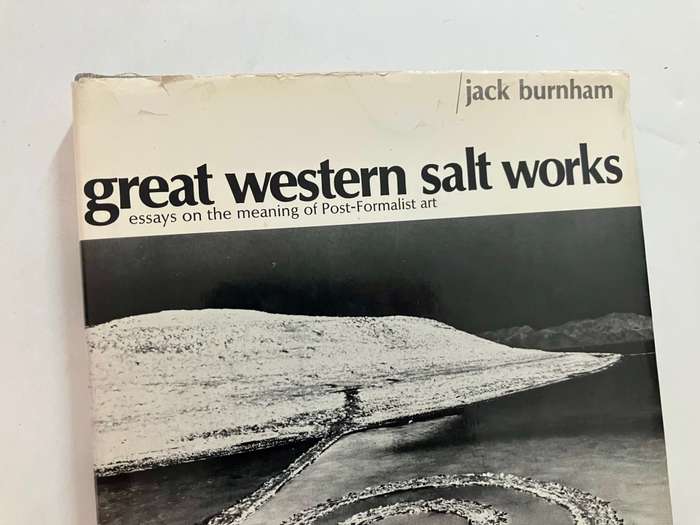 /jack burnham
great western salt works
essays on the meaning of Post-Formalist art